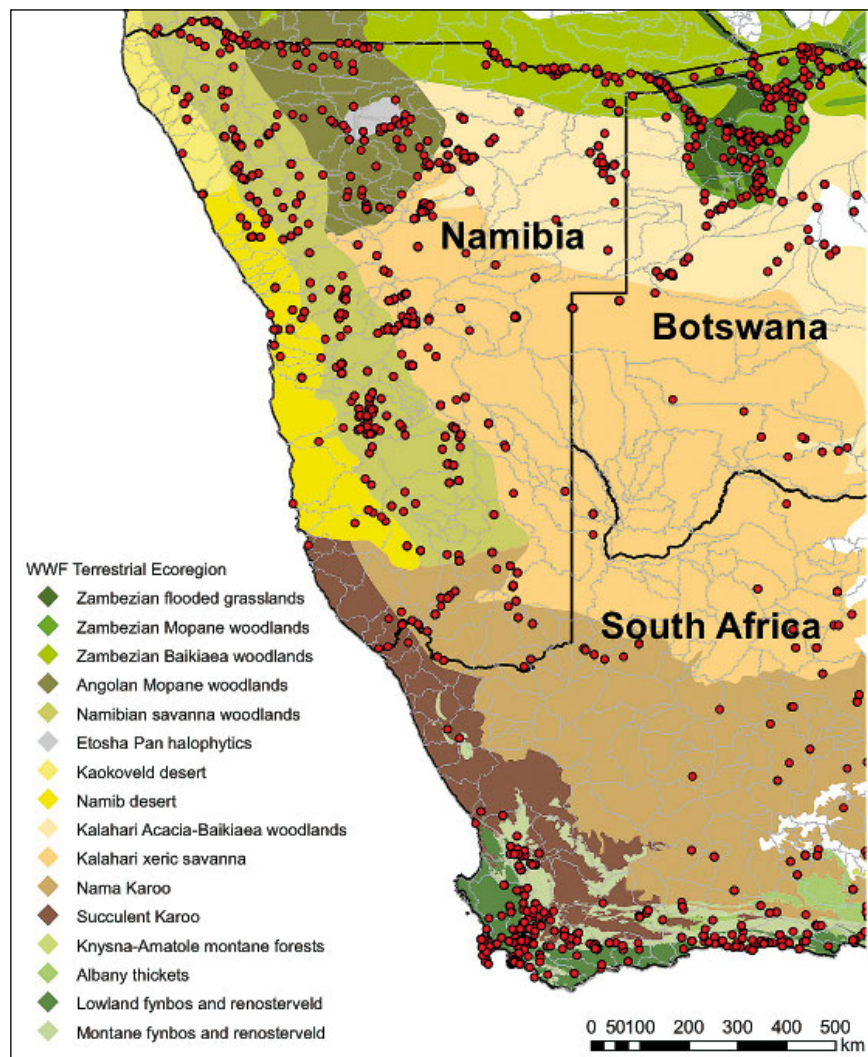 Namibia
Botswana
South Africa
WWF Terrestrial Ecoregion
Zambezian flooded grasslands
Zambezian Mopane woodlands
Zambezian Baikiaea woodlands
Angolan Mopane woodlands
Namibian savanna woodlands
Etosha Pan halophytics
Kaokoveld desert
Namib desert
Kalahari Acacia-Baikiaea woodlands
Kalahari xeric savanna
Nama Karoo
Succulent Karoo
Knysna-Amatole montane forests
Albany thickets
Lowland fynbos and renosterveld
Montane fynbos and renosterveld
0 50100 200 300 400 500
km